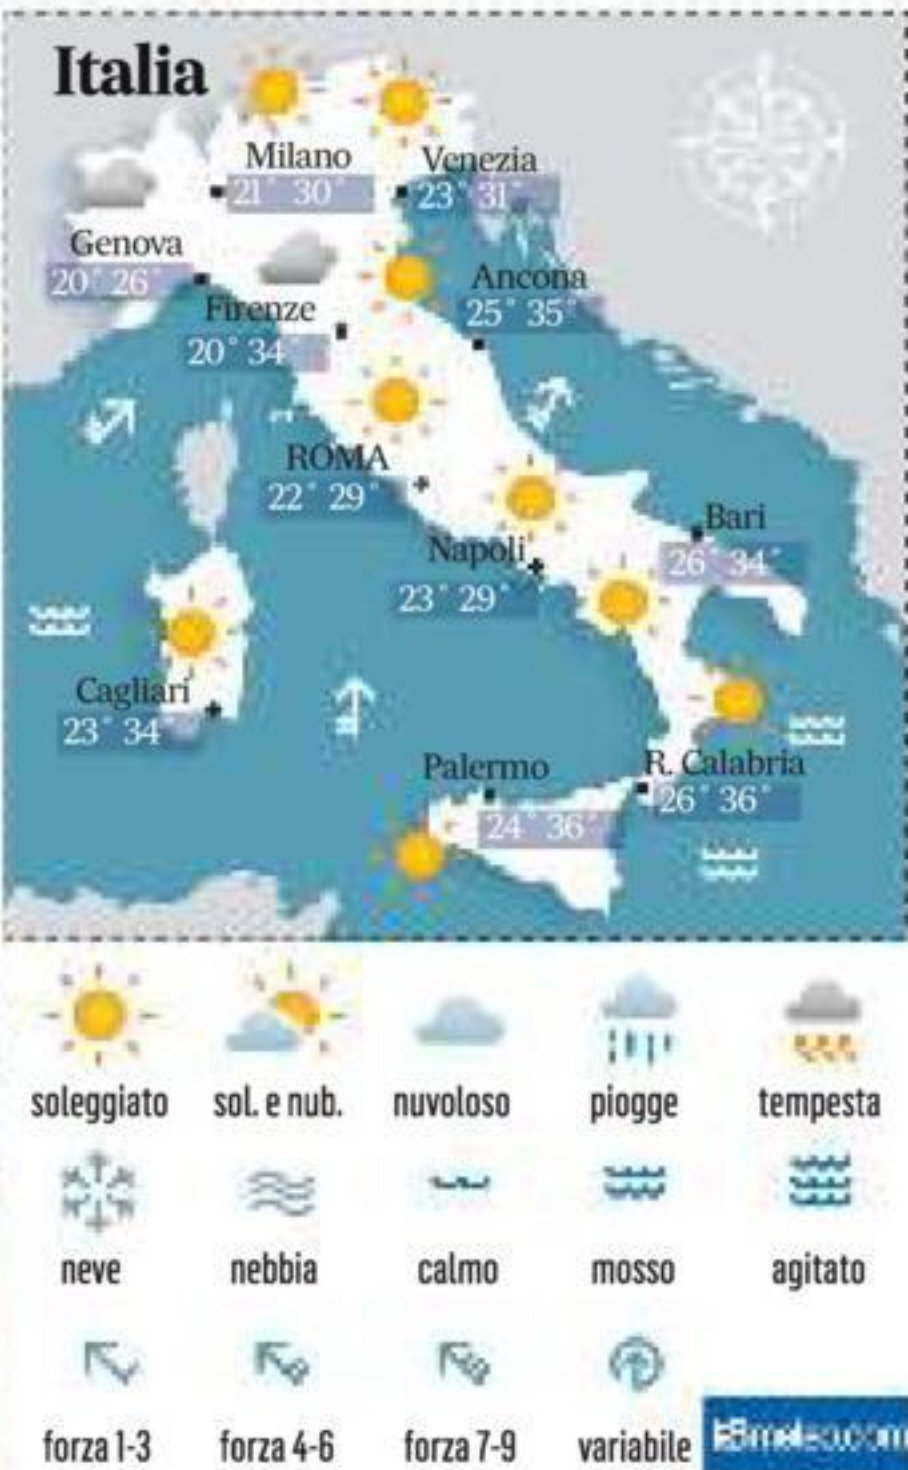 Italia
Milano
21° 30°
Venezia
23° 31°
Genova
20° 26°
Firenze
20° 34°
Ancona
25° 35°
ROMA
22° 29°
Napoli
23° 29°
Bari
26° 34°
Cagliari
23° 34°
Palermo
24° 36°
R. Calabria
26° 36°
soleggiato
sol. e nub.
nuvoloso
piogge
tempesta
neve
nebbia
calmo
mosso
agitato
forza 1-3
forza 4-6
forza 7-9
variabile